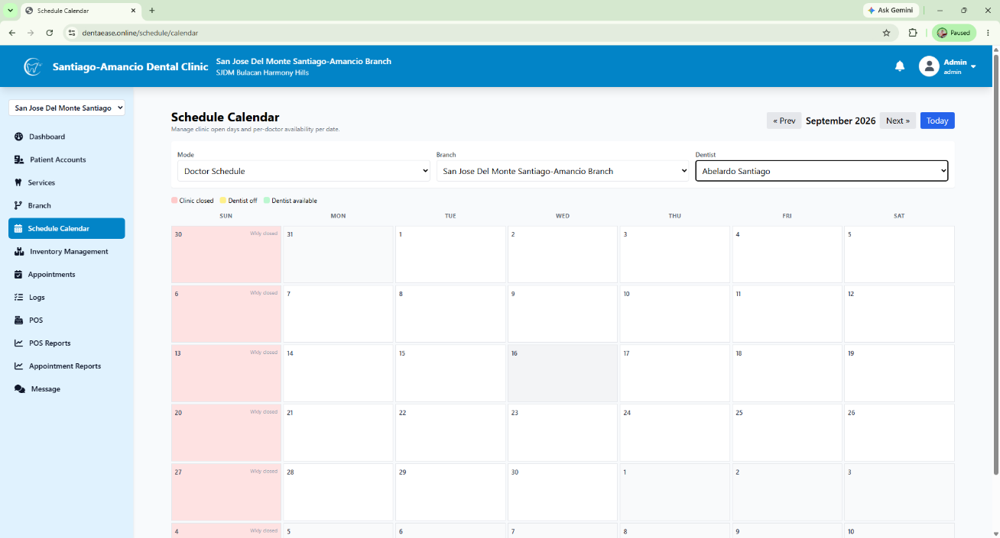 Schedule Calendar
Ask Gemini
dentaease.online/schedule/calendar
Paused
Santiago-Amancio Dental Clinic
San Jose Del Monte Santiago-Amancio Branch
SJDM Bulacan Harmony Hills
Admin
admin
San Jose Del Monte Santiago
Dashboard
Patient Accounts
Services
Branch
Schedule Calendar
Inventory Management
Appointments
Logs
POS
POS Reports
Appointment Reports
Message
Schedule Calendar
Manage clinic open days and per-doctor availability per date.
« Prev
September 2026
Next »
Today
Mode
Branch
Dentist
Doctor Schedule
San Jose Del Monte Santiago-Amancio Branch
Abelardo Santiago
Clinic closed
Dentist off
Dentist available
SUN MON TUE WED THU FRI SAT
30 Wkly closed 31 1 2 3 4 5
6 Wkly closed 7 8 9 10 11 12
13 Wkly closed 14 15 16 17 18 19
20 Wkly closed 21 22 23 24 25 26
27 Wkly closed 28 29 30 1 2 3
4 Wkly closed 5 6 7 8 9 10